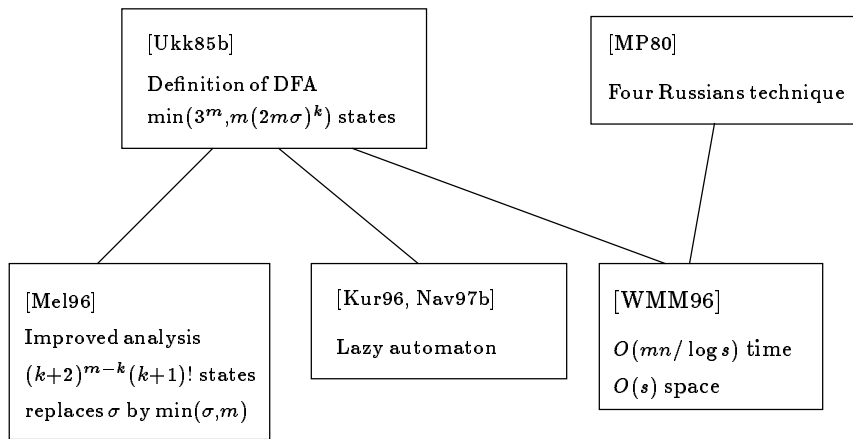 [Ukk85b]
Definition of DFA
min(3^m,m(2mσ)^k) states
[MP80]
Four Russians technique
[Mel96]
Improved analysis
(k+2)^{m−k}(k+1)! states
replaces σ by min(σ,m)
[Kur96, Nav97b]
Lazy automaton
[WMM96]
O(mn/ log s) time
O(s) space